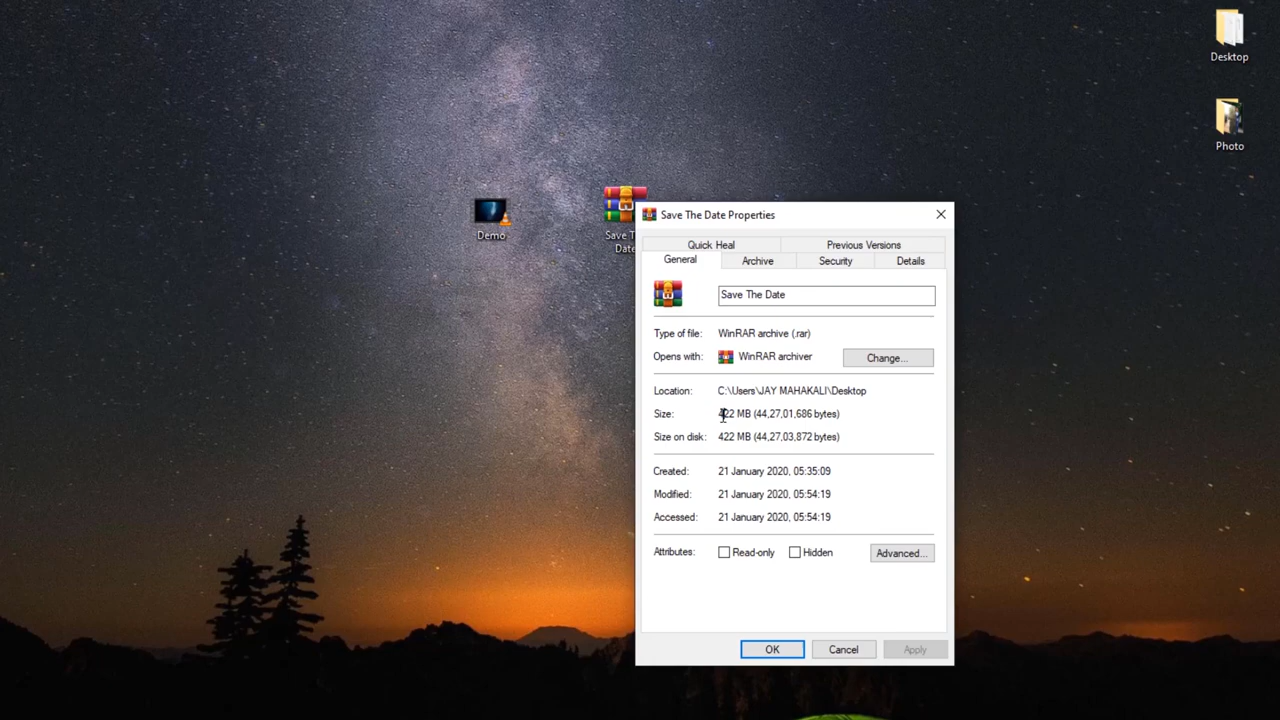 Desktop
Photo
Demo
Save T
Date
Save The Date Properties
Quick Heal Previous Versions
General Archive Security Details
Save The Date
Type of file: WinRAR archive (.rar)
Opens with: WinRAR archiver Change...
Location: C:\Users\JAY MAHAKALI\Desktop
Size: 422 MB (44,27,01,686 bytes)
Size on disk: 422 MB (44,27,03,872 bytes)
Created: 21 January 2020, 05:35:09
Modified: 21 January 2020, 05:54:19
Accessed: 21 January 2020, 05:54:19
Attributes: Read-only Hidden Advanced...
OK Cancel Apply